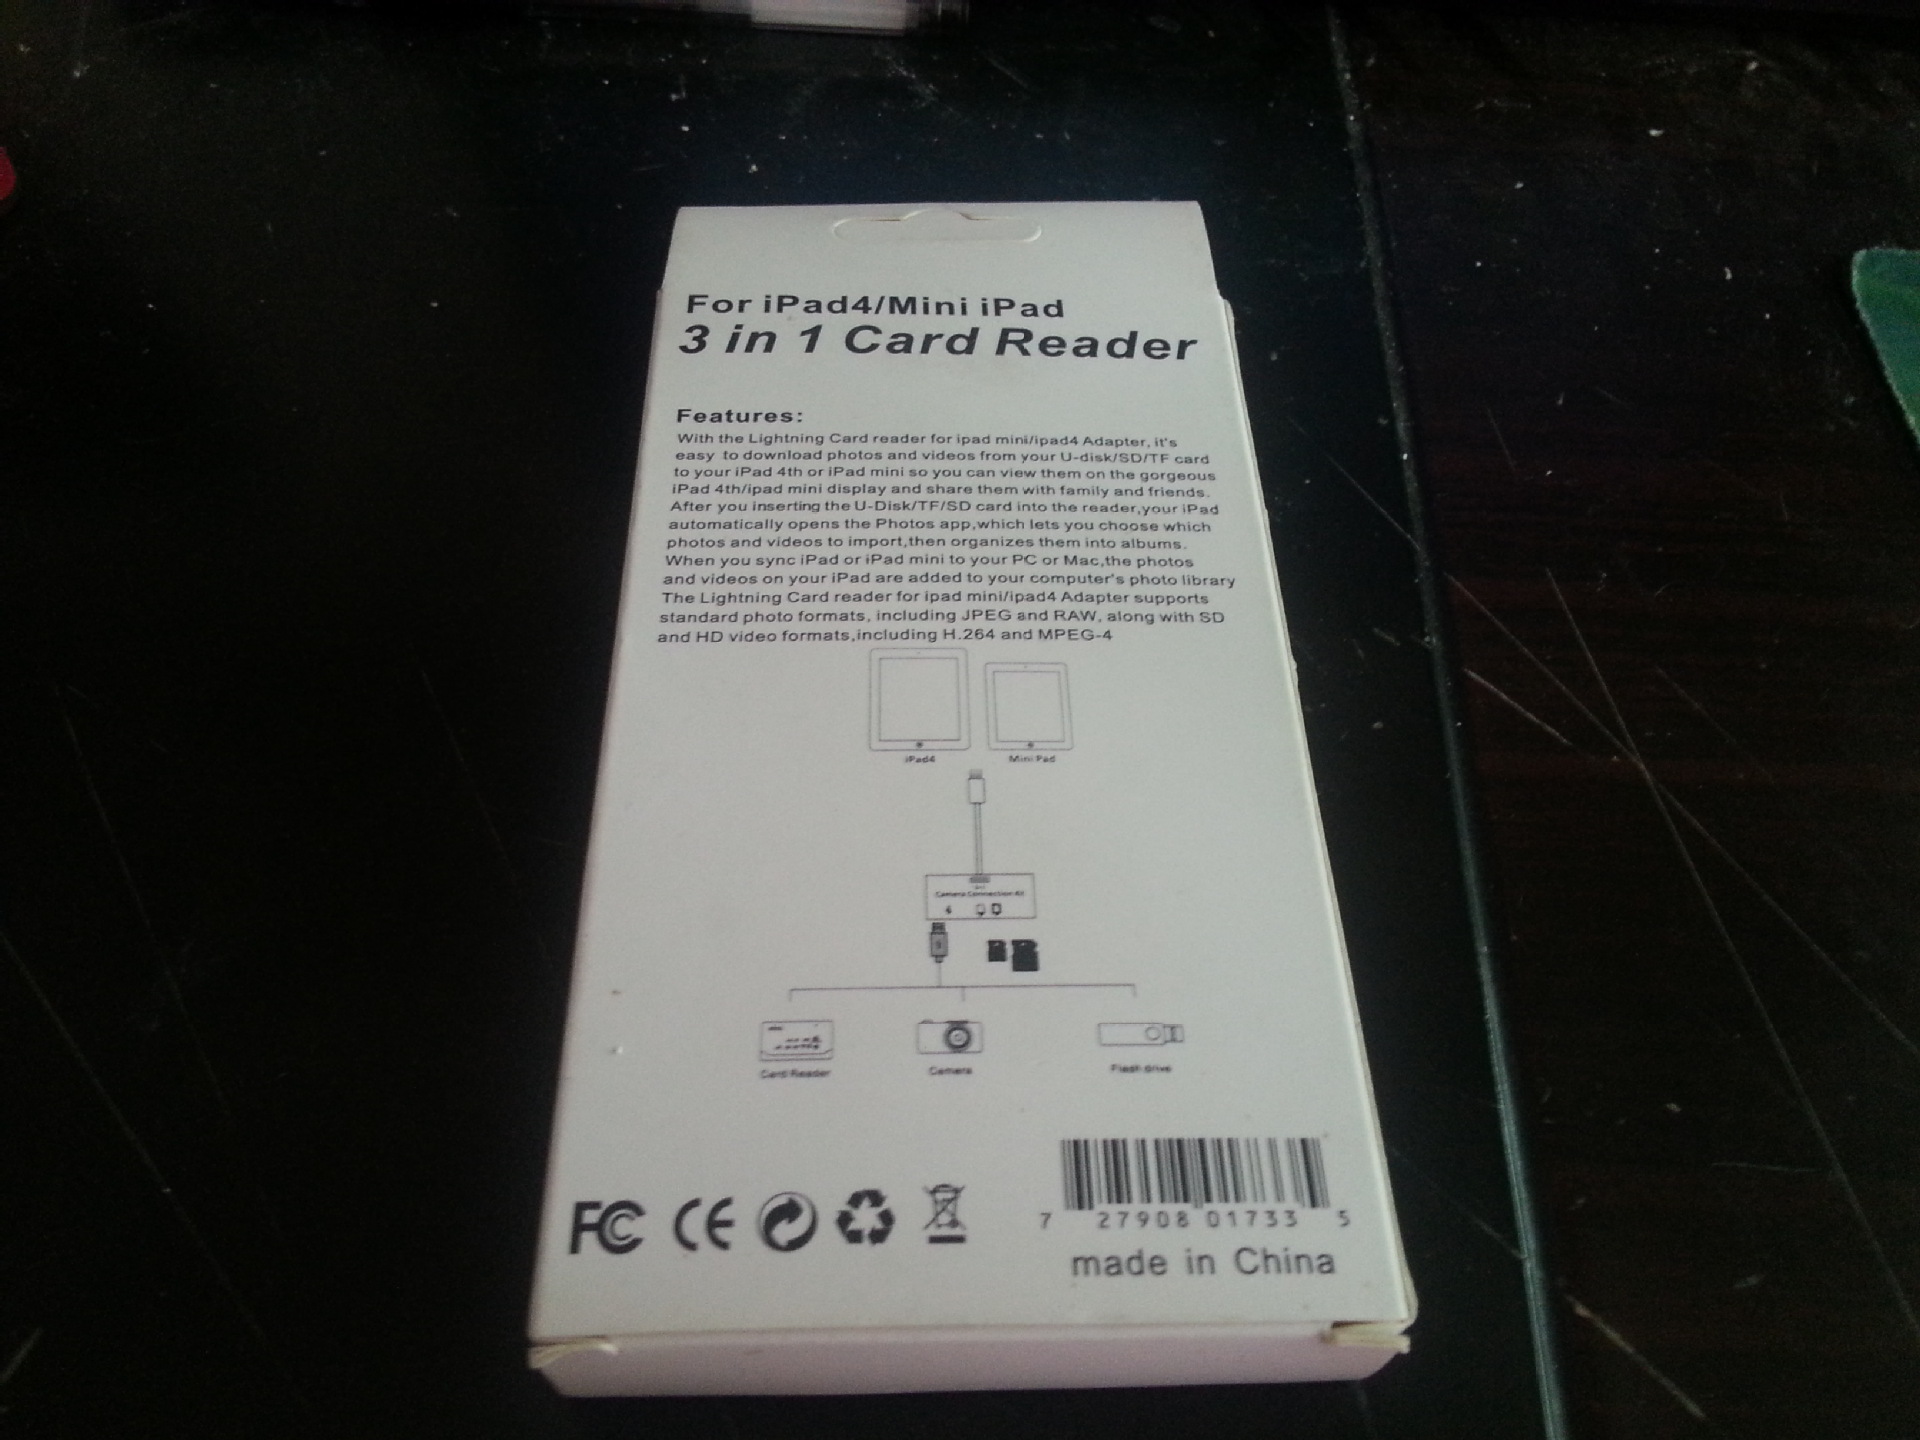 For iPad4/Mini iPad
3 in 1 Card Reader
Features:
With the Lightning Card reader for ipad mini/ipad4 Adapter, it's
easy to download photos and videos from your U-disk/SD/TF card
to your iPad 4th or iPad mini so you can view them on the gorgeous
iPad 4th/ipad mini display and share them with family and friends.
After you inserting the U-Disk/TF/SD card into the reader,your iPad
automatically opens the Photos app,which lets you choose which
photos and videos to import,then organizes them into albums.
When you sync iPad or iPad mini to your PC or Mac,the photos
and videos on your iPad are added to your computer's photo library
The Lightning Card reader for ipad mini/ipad4 Adapter supports
standard photo formats, including JPEG and RAW, along with SD
and HD video formats,including H.264 and MPEG-4
iPad4 Mini Pad
Camera Connection Kit
Card Reader Camera Flash drive
FC CE
7 27908 01733 5
made in China